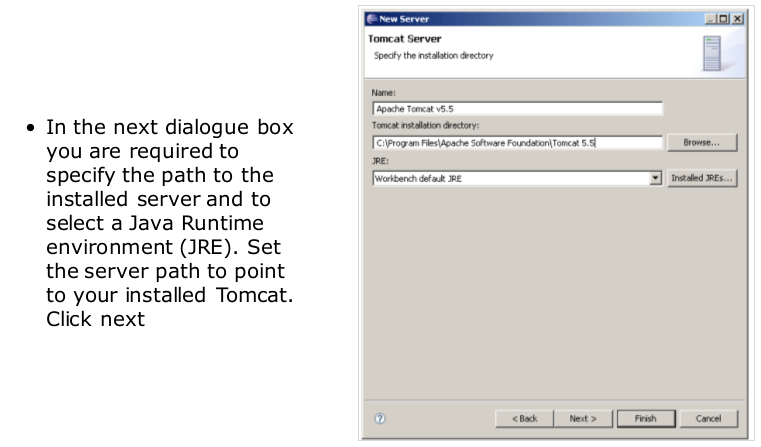 • In the next dialogue box
you are required to
specify the path to the
installed server and to
select a Java Runtime
environment (JRE). Set
the server path to point
to your installed Tomcat.
Click next
New Server
Tomcat Server
Specify the installation directory
Name:
Apache Tomcat v5.5
Tomcat installation directory:
C:\Program Files\Apache Software Foundation\Tomcat 5.5
Browse...
JRE:
Workbench default JRE
Installed JREs...
?
< Back
Next >
Finish
Cancel